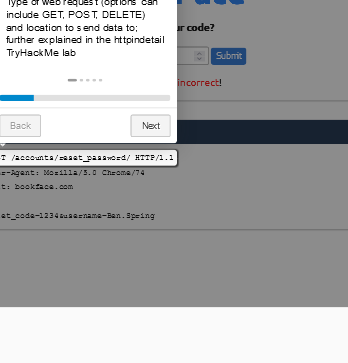 Type of web request (options can
include GET, POST, DELETE)
and location to send data to;
further explained in the httpindetail
TryHackMe lab
ur code?
Submit
incorrect!
Back
Next
T /accounts/reset_password/ HTTP/1.1
r-Agent: Mozilla/5.0 Chrome/74
t: bookface.com
et_code=1234&username=Ben.Spring